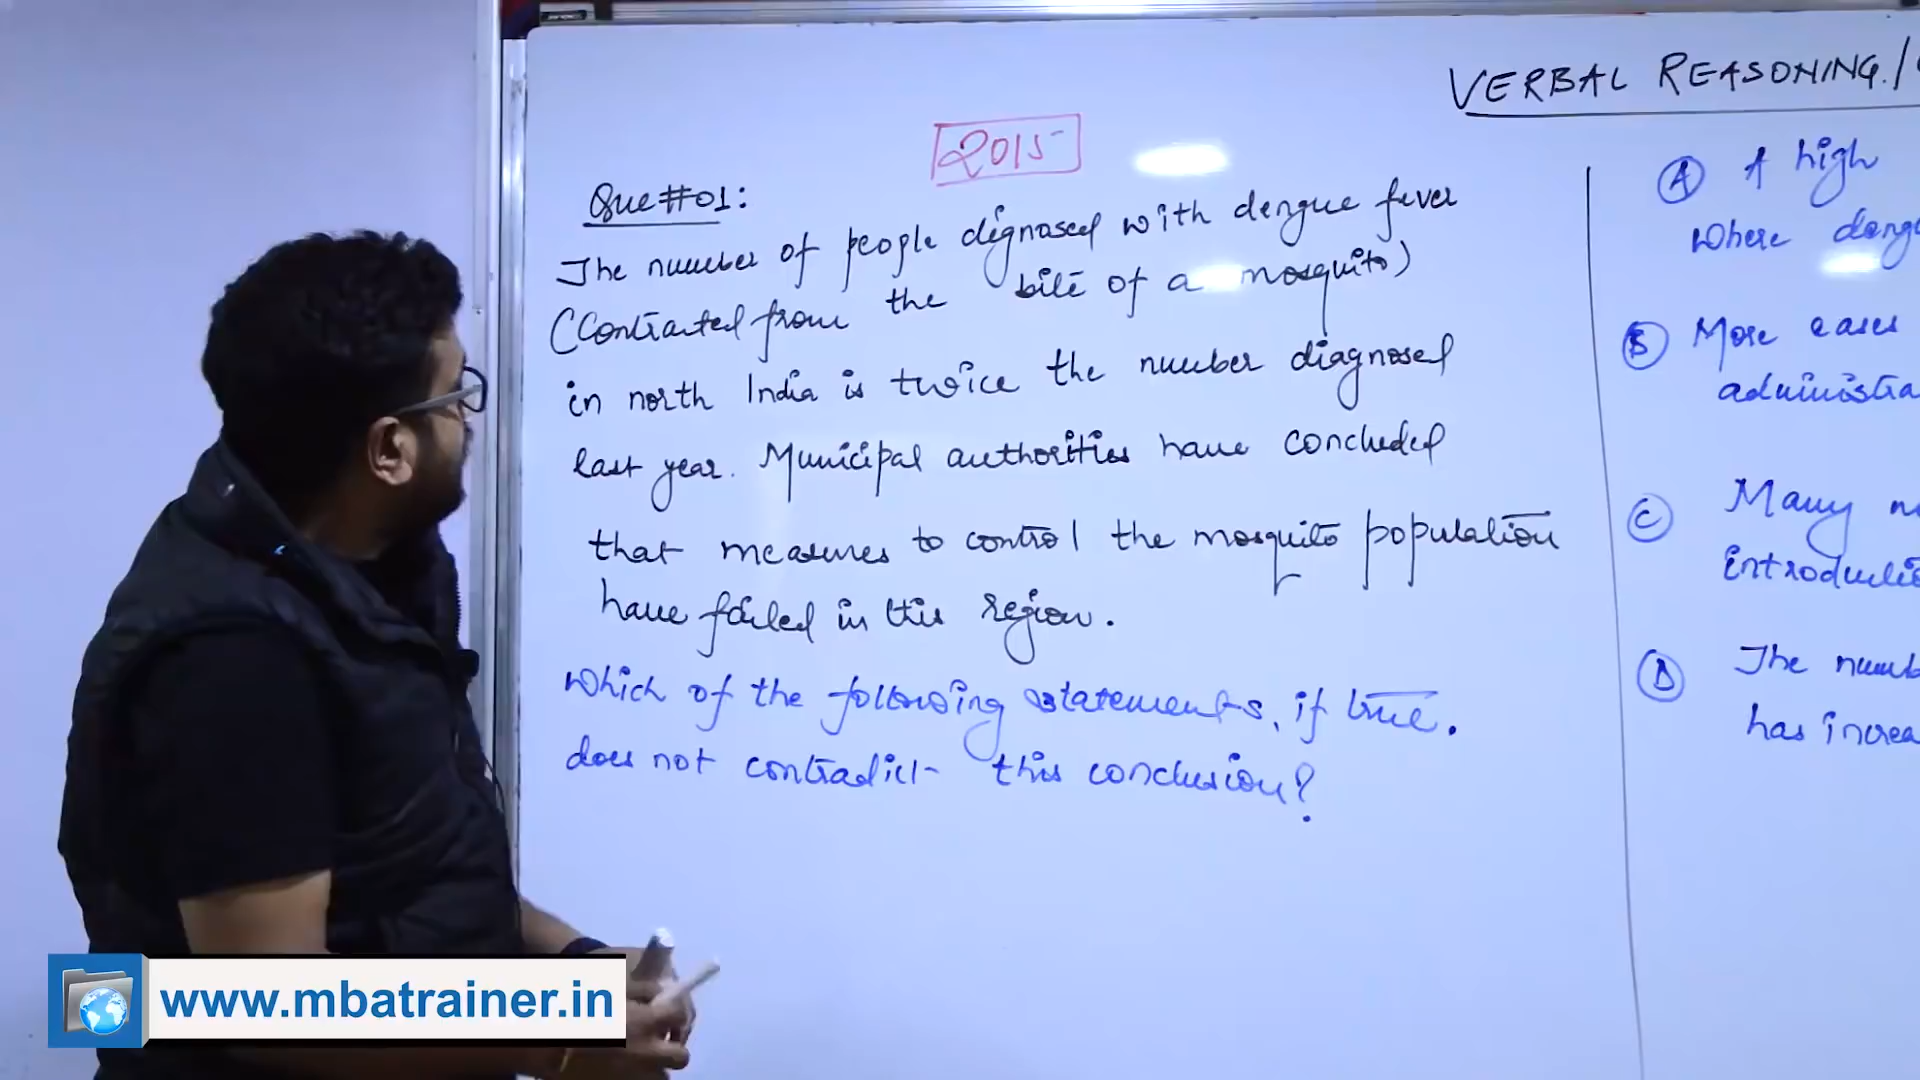 VERBAL REASONING /
2015
Que#01:
The number of people dignosed with dengue fever
(Contracted from the bite of a mosquito)
in north India is twice the number diagnosed
last year. Municipal authorities have concluded
that measures to control the mosquito population
have failed in this region.
Which of the following statements, if true.
does not contradict this conclusion?
A A high
Where deng
B More cases
administra
C Many n
introducti
D The numb
has increa
www.mbatrainer.in